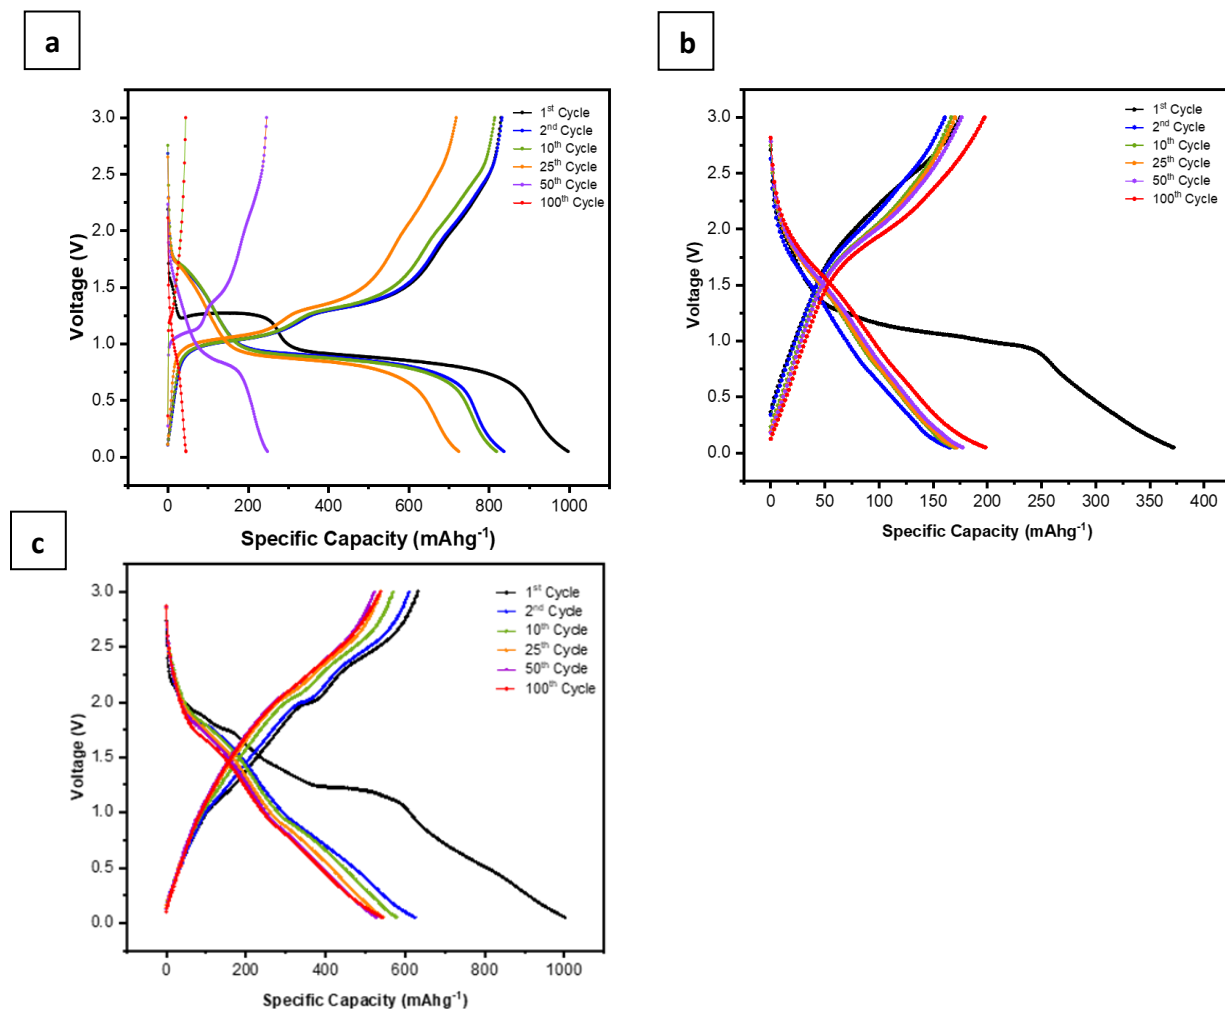 a
3.0
2.5
2.0
1.5
1.0
0.5
0.0
Voltage (V)
1st Cycle
2nd Cycle
10th Cycle
25th Cycle
50th Cycle
100th Cycle
0 200 400 600 800 1000
Specific Capacity (mAhg-1)
b
3.0
2.5
2.0
1.5
1.0
0.5
0.0
Voltage (V)
1st Cycle
2nd Cycle
10th Cycle
25th Cycle
50th Cycle
100th Cycle
0 50 100 150 200 250 300 350 400
Specific Capacity (mAhg-1)
c
3.0
2.5
2.0
1.5
1.0
0.5
0.0
Voltage (V)
1st Cycle
2nd Cycle
10th Cycle
25th Cycle
50th Cycle
100th Cycle
0 200 400 600 800 1000
Specific Capacity (mAhg-1)